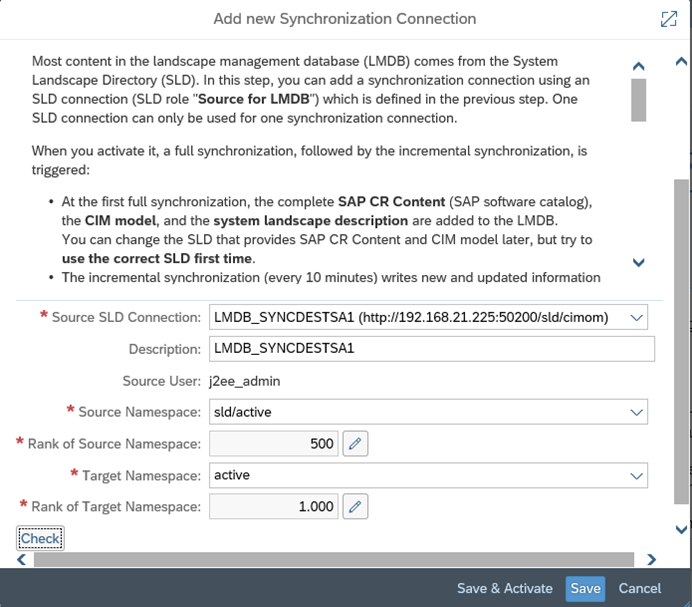 Add new Synchronization Connection
Most content in the landscape management database (LMDB) comes from the System
Landscape Directory (SLD). In this step, you can add a synchronization connection using an
SLD connection (SLD role "Source for LMDB") which is defined in the previous step. One
SLD connection can only be used for one synchronization connection.
When you activate it, a full synchronization, followed by the incremental synchronization, is
triggered:
• At the first full synchronization, the complete SAP CR Content (SAP software catalog),
the CIM model, and the system landscape description are added to the LMDB.
You can change the SLD that provides SAP CR Content and CIM model later, but try to
use the correct SLD first time.
• The incremental synchronization (every 10 minutes) writes new and updated information
* Source SLD Connection: LMDB_SYNCDESTSA1 (http://192.168.21.225:50200/sld/cimom)
Description: LMDB_SYNCDESTSA1
Source User: j2ee_admin
* Source Namespace: sld/active
* Rank of Source Namespace: 500
* Target Namespace: active
* Rank of Target Namespace: 1.000
Check
Save & Activate Save Cancel